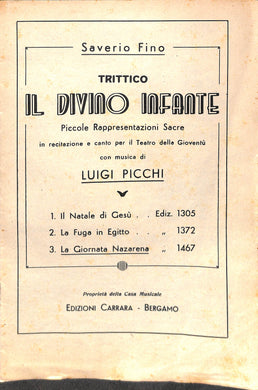 Saverio Fino
TRITTICO
IL DIVINO INFANTE
Piccole Rappresentazioni Sacre
in recitazione e canto per il Teatro della Gioventù
con musica di
LUIGI PICCHI
1. Il Natale di Gesù . . Ediz. 1305
2. La Fuga in Egitto . . „ 1372
3. La Giornata Nazarena „ 1467
Proprietà della Casa Musicale
EDIZIONI CARRARA - BERGAMO